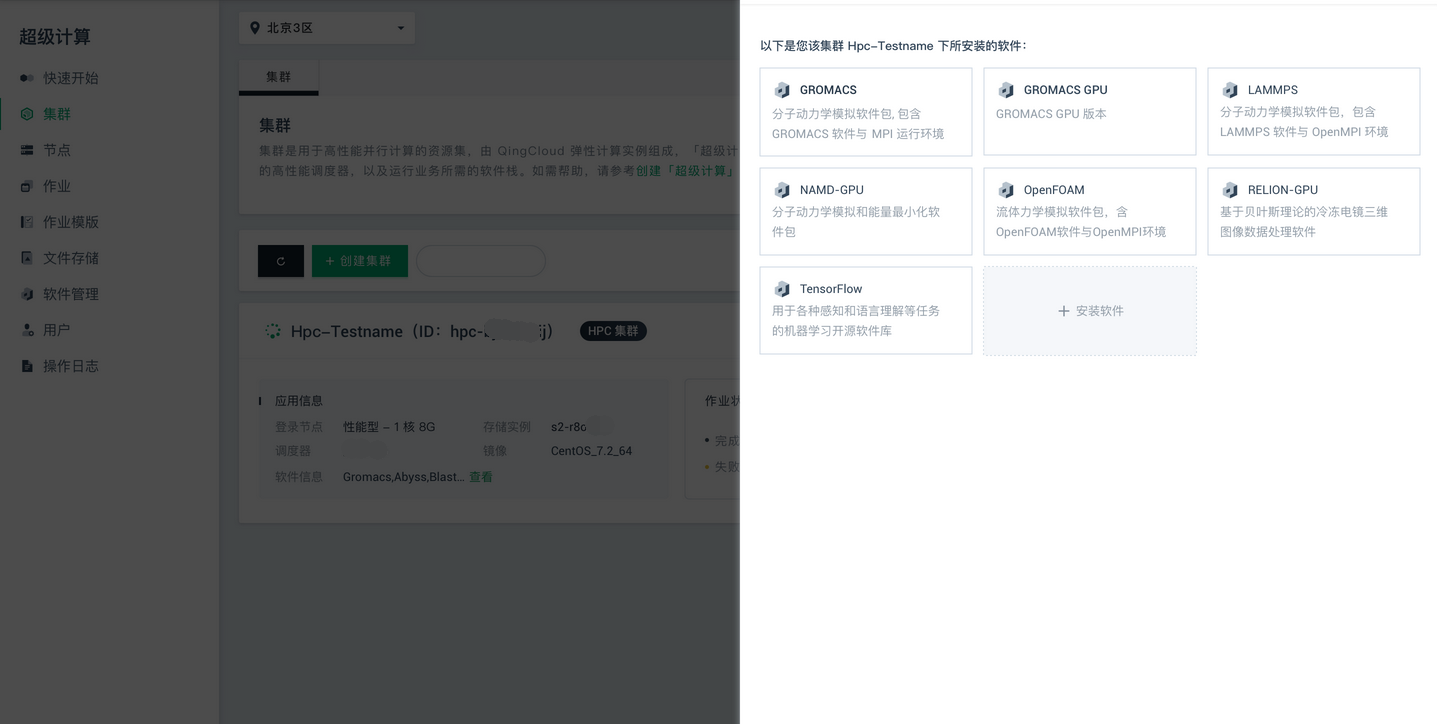 超级计算
快速开始
集群
节点
作业
作业模版
文件存储
软件管理
用户
操作日志
北京3区
集群
集群
集群是用于高性能并行计算的资源集，由 QingCloud 弹性计算实例组成、「超级计
的高性能调度器，以及运行业务所需的软件栈。如需帮助，请参考创建「超级计算」
+ 创建集群
Hpc-Testname（ID：hpc- ij） HPC 集群
应用信息
登录节点 性能型 - 1 核 8G 存储实例 s2-r8c
调度器 镜像 CentOS_7.2_64
软件信息 Gromacs,Abyss,Blast... 查看
作业状
完成
失败
以下是您该集群 Hpc-Testname 下所安装的软件：
GROMACS
分子动力学模拟软件包, 包含
GROMACS 软件与 MPI 运行环境
GROMACS GPU
GROMACS GPU 版本
LAMMPS
分子动力学模拟软件包，包含
LAMMPS 软件与 OpenMPI 环境
NAMD-GPU
分子动力学模拟和能量最小化软
件包
OpenFOAM
流体力学模拟软件包，含
OpenFOAM软件与OpenMPI环境
RELION-GPU
基于贝叶斯理论的冷冻电镜三维
图像数据处理软件
TensorFlow
用于各种感知和语言理解等任务
的机器学习开源软件库
+ 安装软件